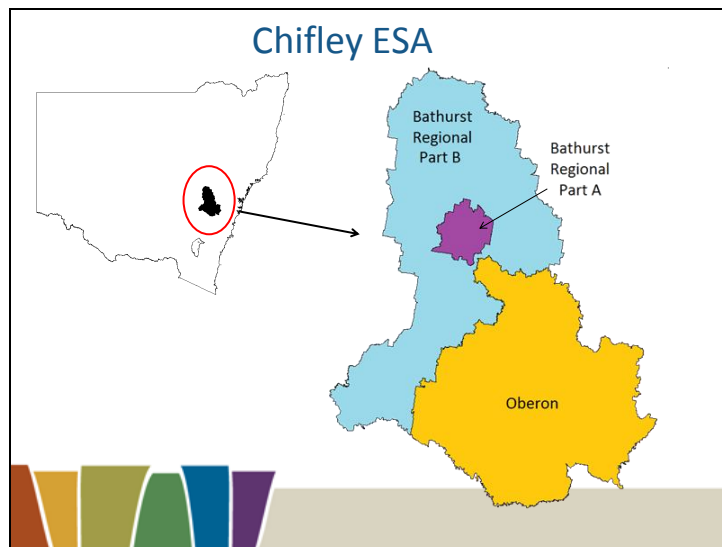 Chifley ESA
Bathurst
Regional
Part B
Bathurst
Regional
Part A
Oberon